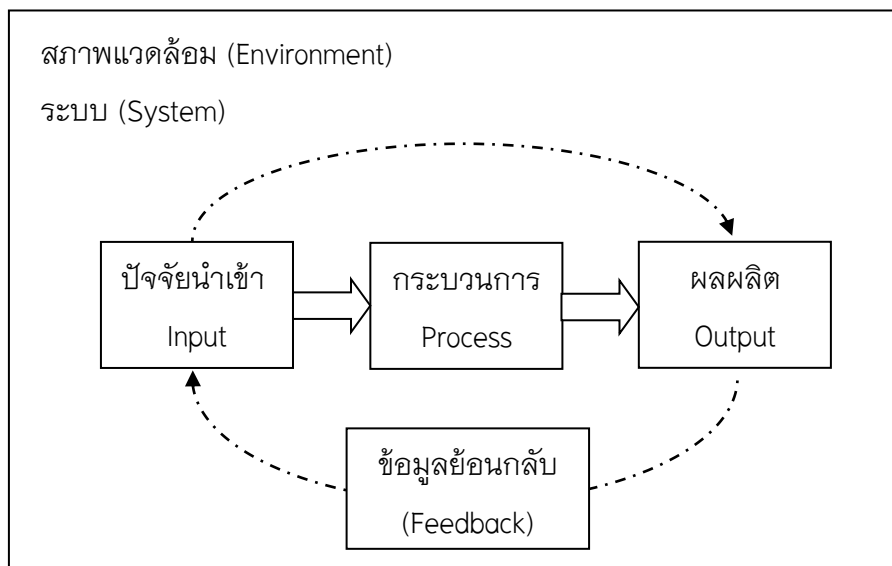 สภาพแวดล้อม (Environment)
ระบบ (System)
ปัจจัยนำเข้า
Input
กระบวนการ
Process
ผลผลิต
Output
ข้อมูลย้อนกลับ
(Feedback)